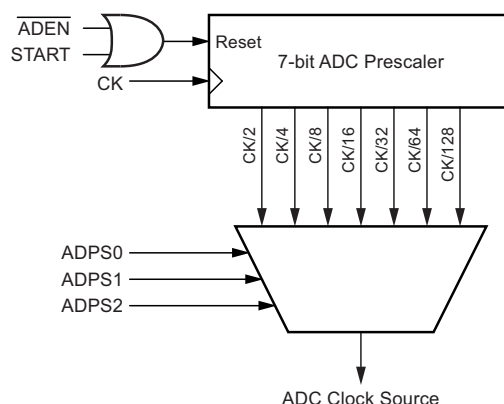 ADEN
START
Reset
7-bit ADC Prescaler
CK
CK/2
CK/4
CK/8
CK/16
CK/32
CK/64
CK/128
ADPS0
ADPS1
ADPS2
ADC Clock Source